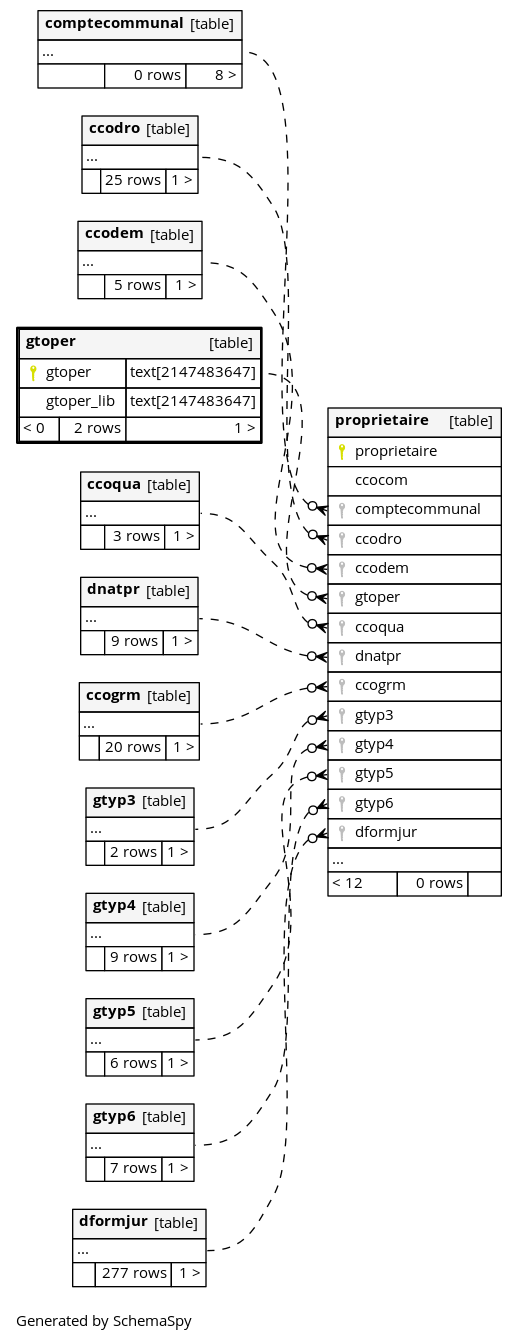 comptecommunal [table]
...
0 rows 8 >
ccodro [table]
...
25 rows 1 >
ccodem [table]
...
5 rows 1 >
gtoper [table]
gtoper text[2147483647]
gtoper_lib text[2147483647]
< 0 2 rows 1 >
ccoqua [table]
...
3 rows 1 >
dnatpr [table]
...
9 rows 1 >
ccogrm [table]
...
20 rows 1 >
gtyp3 [table]
...
2 rows 1 >
gtyp4 [table]
...
9 rows 1 >
gtyp5 [table]
...
6 rows 1 >
gtyp6 [table]
...
7 rows 1 >
dformjur [table]
...
277 rows 1 >
proprietaire [table]
proprietaire
ccocom
comptecommunal
ccodro
ccodem
gtoper
ccoqua
dnatpr
ccogrm
gtyp3
gtyp4
gtyp5
gtyp6
dformjur
...
< 12 0 rows
Generated by SchemaSpy